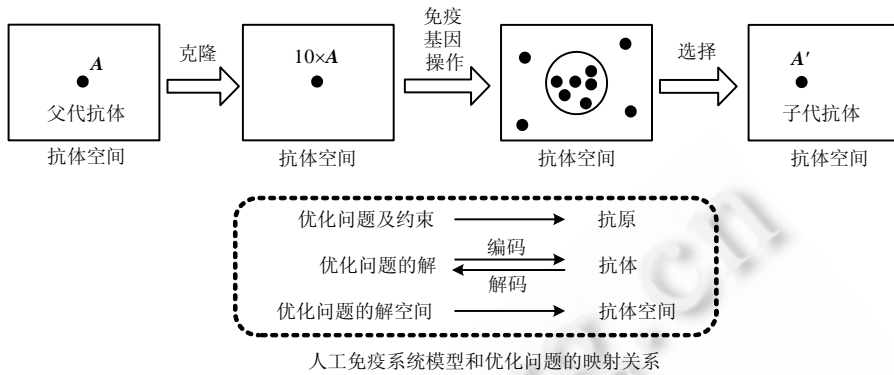 A
父代抗体
抗体空间
克隆
10×A
抗体空间
免疫
基因
操作
抗体空间
选择
A′
子代抗体
抗体空间
优化问题及约束
抗原
优化问题的解
编码
解码
抗体
优化问题的解空间
抗体空间
人工免疫系统模型和优化问题的映射关系